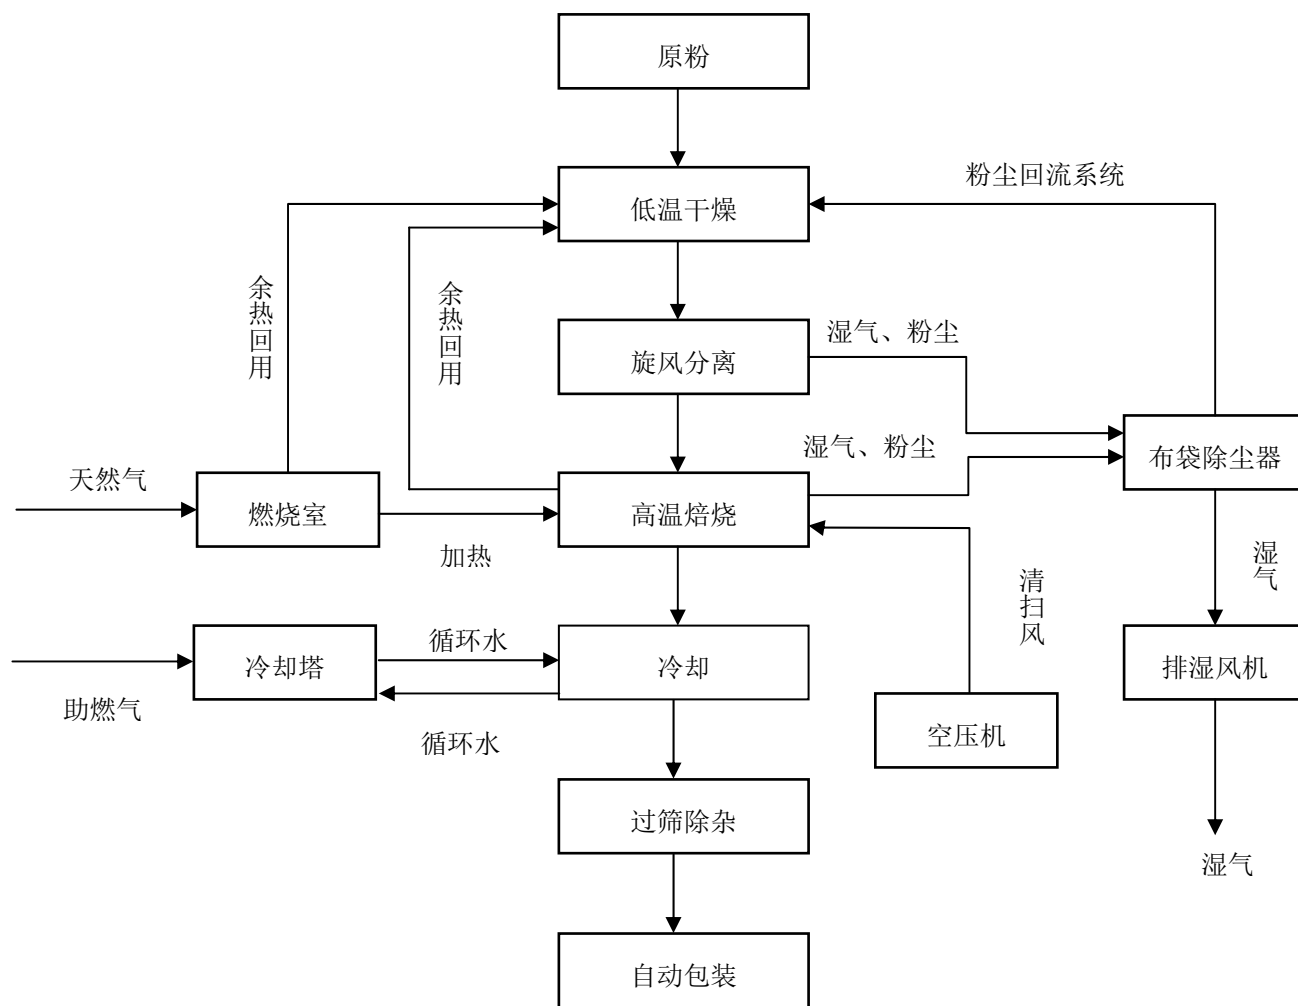 原粉
粉尘回流系统
低温干燥
余热回用
余热回用
湿气、粉尘
旋风分离
湿气、粉尘
布袋除尘器
天然气
燃烧室
高温焙烧
加热
湿气
清扫风
循环水
冷却塔
冷却
排湿风机
助燃气
循环水
空压机
过筛除杂
湿气
自动包装